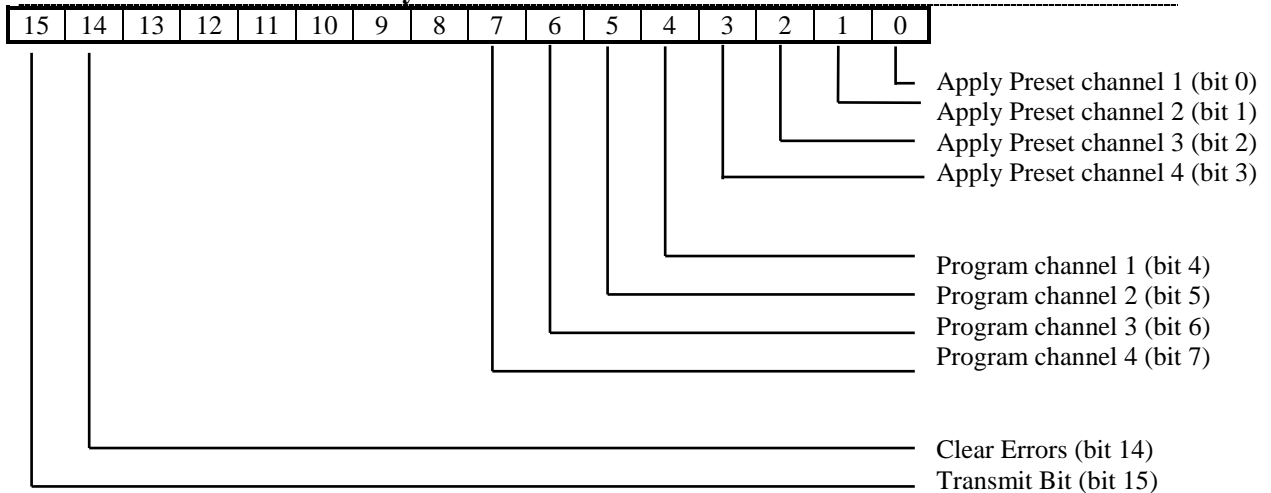 15 14 13 12 11 10 9 8 7 6 5 4 3 2 1 0
Apply Preset channel 1 (bit 0)
Apply Preset channel 2 (bit 1)
Apply Preset channel 3 (bit 2)
Apply Preset channel 4 (bit 3)
Program channel 1 (bit 4)
Program channel 2 (bit 5)
Program channel 3 (bit 6)
Program channel 4 (bit 7)
Clear Errors (bit 14)
Transmit Bit (bit 15)